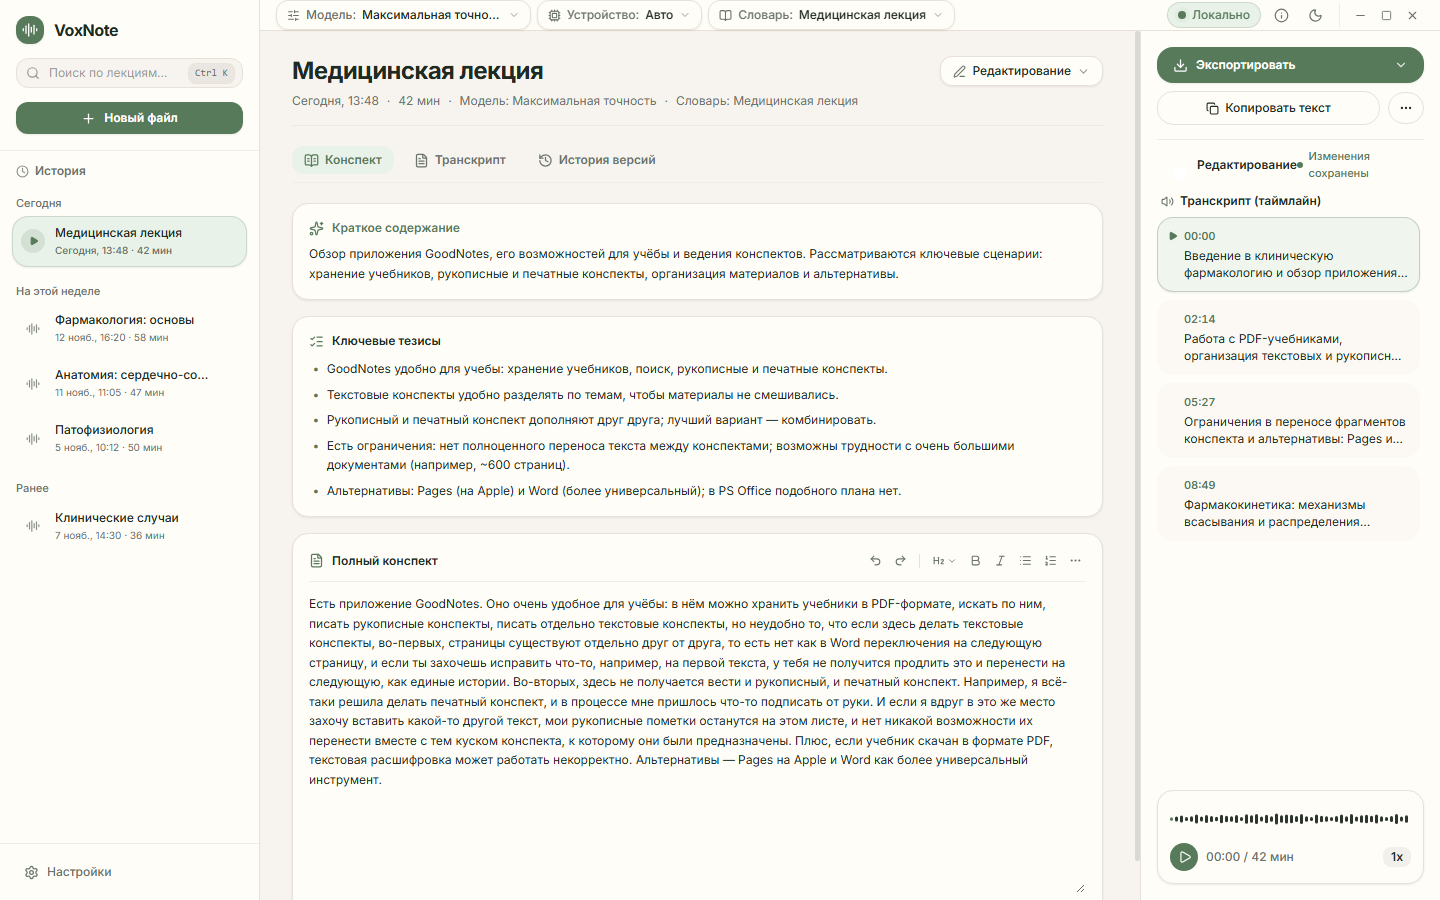 VoxNote
Поиск по лекциям...
Ctrl K
Новый файл
История
Сегодня
Медицинская лекция
Сегодня, 13:48 · 42 мин
На этой неделе
Фармакология: основы
12 нояб., 16:20 · 58 мин
Анатомия: сердечно-со...
11 нояб., 11:05 · 47 мин
Патофизиология
5 нояб., 10:12 · 50 мин
Ранее
Клинические случаи
7 нояб., 14:30 · 36 мин
Настройки
Модель: Максимальная точно...
Устройство: Авто
Словарь: Медицинская лекция
Локально
Медицинская лекция
Редактирование
Сегодня, 13:48 · 42 мин · Модель: Максимальная точность · Словарь: Медицинская лекция
Конспект
Транскрипт
История версий
Краткое содержание
Обзор приложения GoodNotes, его возможностей для учёбы и ведения конспектов. Рассматриваются ключевые сценарии:
хранение учебников, рукописные и печатные конспекты, организация материалов и альтернативы.
Ключевые тезисы
• GoodNotes удобно для учебы: хранение учебников, поиск, рукописные и печатные конспекты.
• Текстовые конспекты удобно разделять по темам, чтобы материалы не смешивались.
• Рукописный и печатный конспект дополняют друг друга; лучший вариант — комбинировать.
• Есть ограничения: нет полноценного переноса текста между конспектами; возможны трудности с очень большими
документами (например, ~600 страниц).
• Альтернативы: Pages (на Apple) и Word (более универсальный); в PS Office подобного плана нет.
Полный конспект
H2
B
I
Есть приложение GoodNotes. Оно очень удобное для учёбы: в нём можно хранить учебники в PDF-формате, искать по ним,
писать рукописные конспекты, писать отдельно текстовые конспекты, но неудобно то, что если здесь делать текстовые
конспекты, во-первых, страницы существуют отдельно друг от друга, то есть нет как в Word переключения на следующую
страницу, и если ты захочешь исправить что-то, например, на первой текста, у тебя не получится продлить это и перенести на
следующую, как единые истории. Во-вторых, здесь не получается вести и рукописный, и печатный конспект. Например, я всё-
таки решила делать печатный конспект, и в процессе мне пришлось что-то подписать от руки. И если я вдруг в это же место
захочу вставить какой-то другой текст, мои рукописные пометки останутся на этом листе, и нет никакой возможности их
перенести вместе с тем куском конспекта, к которому они были предназначены. Плюс, если учебник скачан в формате PDF,
текстовая расшифровка может работать некорректно. Альтернативы — Pages на Apple и Word как более универсальный
инструмент.
Экспортировать
Копировать текст
Редактирование
Изменения
сохранены
Транскрипт (таймлайн)
00:00
Введение в клиническую
фармакологию и обзор приложения...
02:14
Работа с PDF-учебниками,
организация текстовых и рукописн...
05:27
Ограничения в переносе фрагментов
конспекта и альтернативы: Pages и...
08:49
Фармакокинетика: механизмы
всасывания и распределения...
00:00 / 42 мин
1x